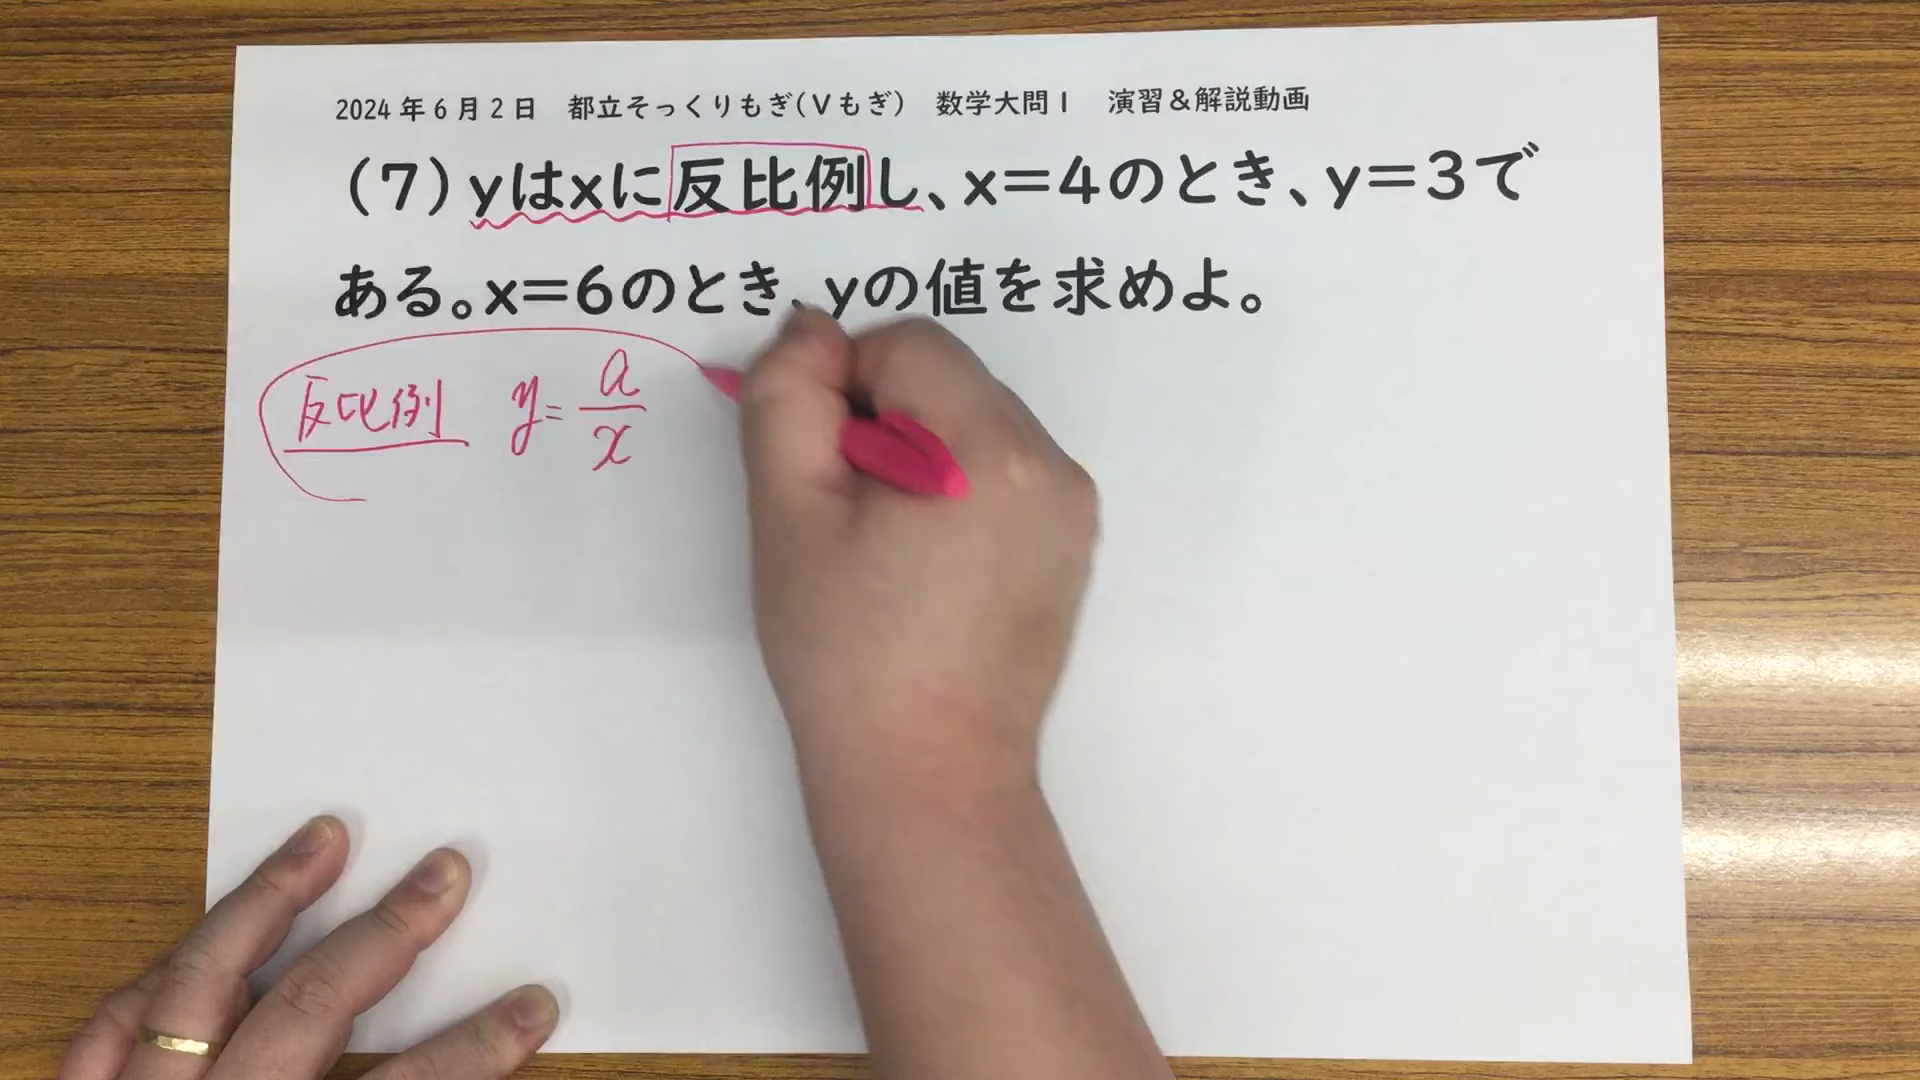 2024年6月2日 都立そっくりもぎ(Vもぎ) 数学大問1 演習&解説動画
(7)yはxに反比例し、x=4のとき、y=3で
ある。x=6のとき、yの値を求めよ。
反比例 y=a/x